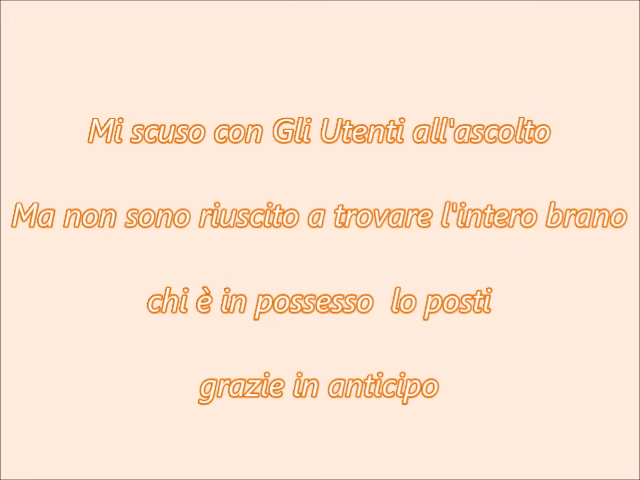 Mi scuso con Gli Utenti all'ascolto
Ma non sono riuscito a trovare l'intero brano
chi è in possesso  lo posti
grazie in anticipo